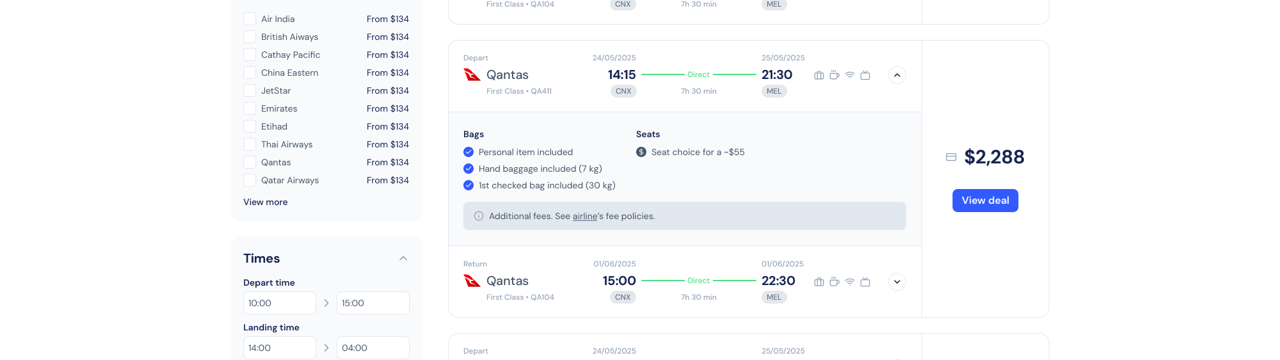 Air India From $134
British Aiways From $134
Cathay Pacific From $134
China Eastern From $134
JetStar From $134
Emirates From $134
Etihad From $134
Thai Airways From $134
Qantas From $134
Qatar Airways From $134
View more
Times
Depart time
10:00 15:00
Landing time
14:00 04:00
First Class • QA104 CNX 7h 30 min MEL
Depart 24/05/2025 25/05/2025
Qantas 14:15 Direct 21:30
First Class • QA411 CNX 7h 30 min MEL
Bags Seats
Personal item included Seat choice for a ~$55
Hand baggage included (7 kg)
1st checked bag included (30 kg)
Additional fees. See airline's fee policies.
Return 01/06/2025 01/06/2025
Qantas 15:00 Direct 22:30
First Class • QA104 CNX 7h 30 min MEL
$2,288
View deal
Depart 24/05/2025 25/05/2025